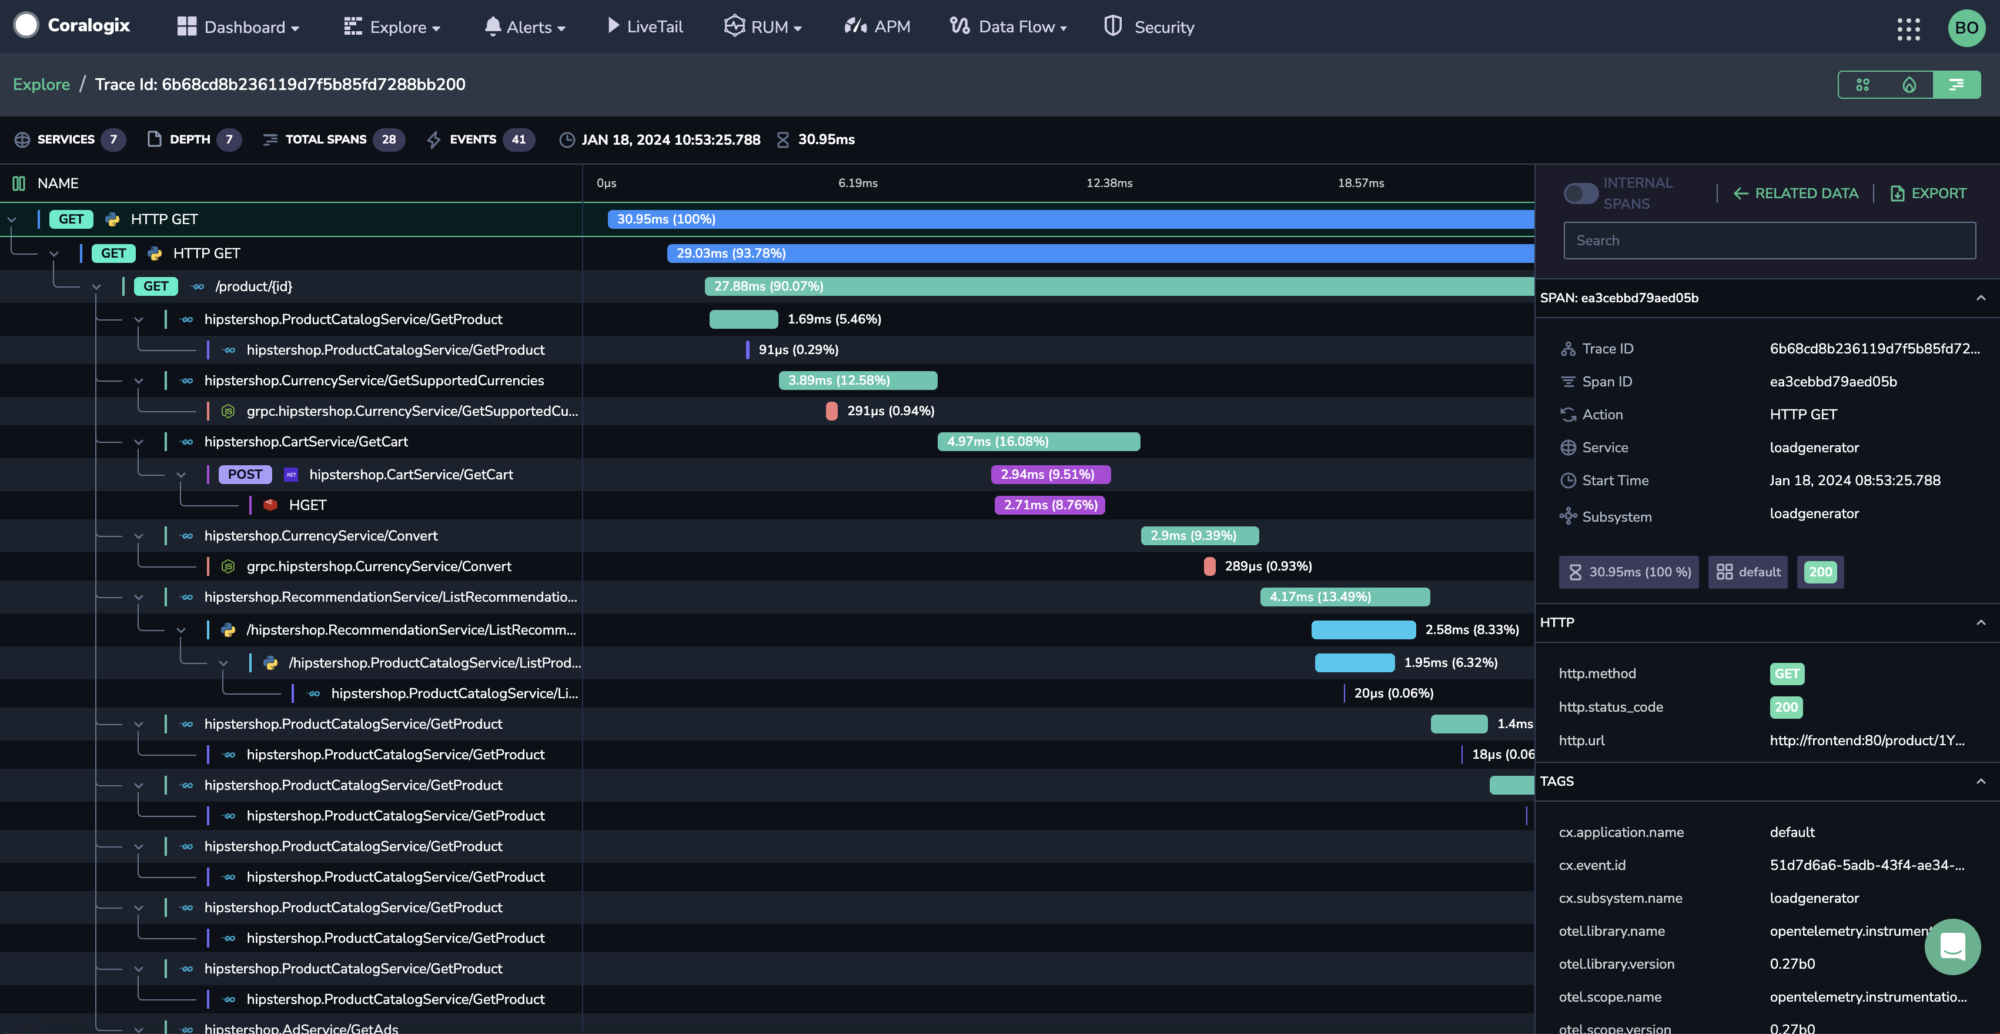 Coralogix Dashboard Explore Alerts LiveTail RUM APM Data Flow Security BO
Explore / Trace Id: 6b68cd8b236119d7f5b85fd7288bb200
SERVICES 7 DEPTH 7 TOTAL SPANS 28 EVENTS 41 JAN 18, 2024 10:53:25.788 30.95ms
NAME 0μs 6.19ms 12.38ms 18.57ms
GET HTTP GET 30.95ms (100%)
GET HTTP GET 29.03ms (93.78%)
GET /product/{id} 27.88ms (90.07%)
hipstershop.ProductCatalogService/GetProduct 1.69ms (5.46%)
hipstershop.ProductCatalogService/GetProduct 91μs (0.29%)
hipstershop.CurrencyService/GetSupportedCurrencies 3.89ms (12.58%)
grpc.hipstershop.CurrencyService/GetSupportedCu... 291μs (0.94%)
hipstershop.CartService/GetCart 4.97ms (16.08%)
POST .NET hipstershop.CartService/GetCart 2.94ms (9.51%)
HGET 2.71ms (8.76%)
hipstershop.CurrencyService/Convert 2.9ms (9.39%)
grpc.hipstershop.CurrencyService/Convert 289μs (0.93%)
hipstershop.RecommendationService/ListRecommendatio... 4.17ms (13.49%)
/hipstershop.RecommendationService/ListRecomm... 2.58ms (8.33%)
/hipstershop.ProductCatalogService/ListProd... 1.95ms (6.32%)
hipstershop.ProductCatalogService/Li... 20μs (0.06%)
hipstershop.ProductCatalogService/GetProduct 1.4ms
hipstershop.ProductCatalogService/GetProduct 18μs (0.06
hipstershop.ProductCatalogService/GetProduct
hipstershop.ProductCatalogService/GetProduct
hipstershop.ProductCatalogService/GetProduct
hipstershop.ProductCatalogService/GetProduct
hipstershop.ProductCatalogService/GetProduct
hipstershop.ProductCatalogService/GetProduct
hipstershop.ProductCatalogService/GetProduct
hipstershop.ProductCatalogService/GetProduct
hipstershop.AdService/GetAds
INTERNAL
SPANS
RELATED DATA EXPORT
Search
SPAN: ea3cebbd79aed05b
Trace ID 6b68cd8b236119d7f5b85fd72...
Span ID ea3cebbd79aed05b
Action HTTP GET
Service loadgenerator
Start Time Jan 18, 2024 08:53:25.788
Subsystem loadgenerator
30.95ms (100 %) default 200
HTTP
http.method GET
http.status_code 200
http.url http://frontend:80/product/1Y...
TAGS
cx.application.name default
cx.event.id 51d7d6a6-5adb-43f4-ae34-...
cx.subsystem.name loadgenerator
otel.library.name opentelemetry.instrument
otel.library.version 0.27b0
otel.scope.name opentelemetry.instrumentatio...
otel.scope.version 0.27b0